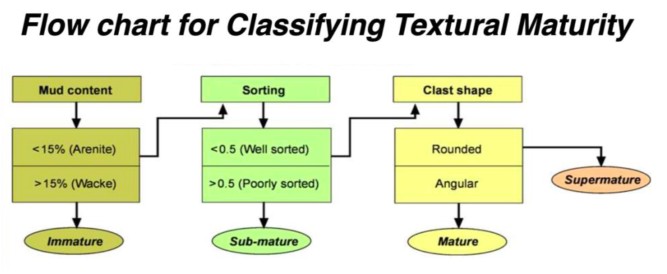 Flow chart for Classifying Textural Maturity
Mud content
<15% (Arenite)
>15% (Wacke)
Immature
Sorting
<0.5 (Well sorted)
>0.5 (Poorly sorted)
Sub-mature
Clast shape
Rounded
Angular
Mature
Supermature